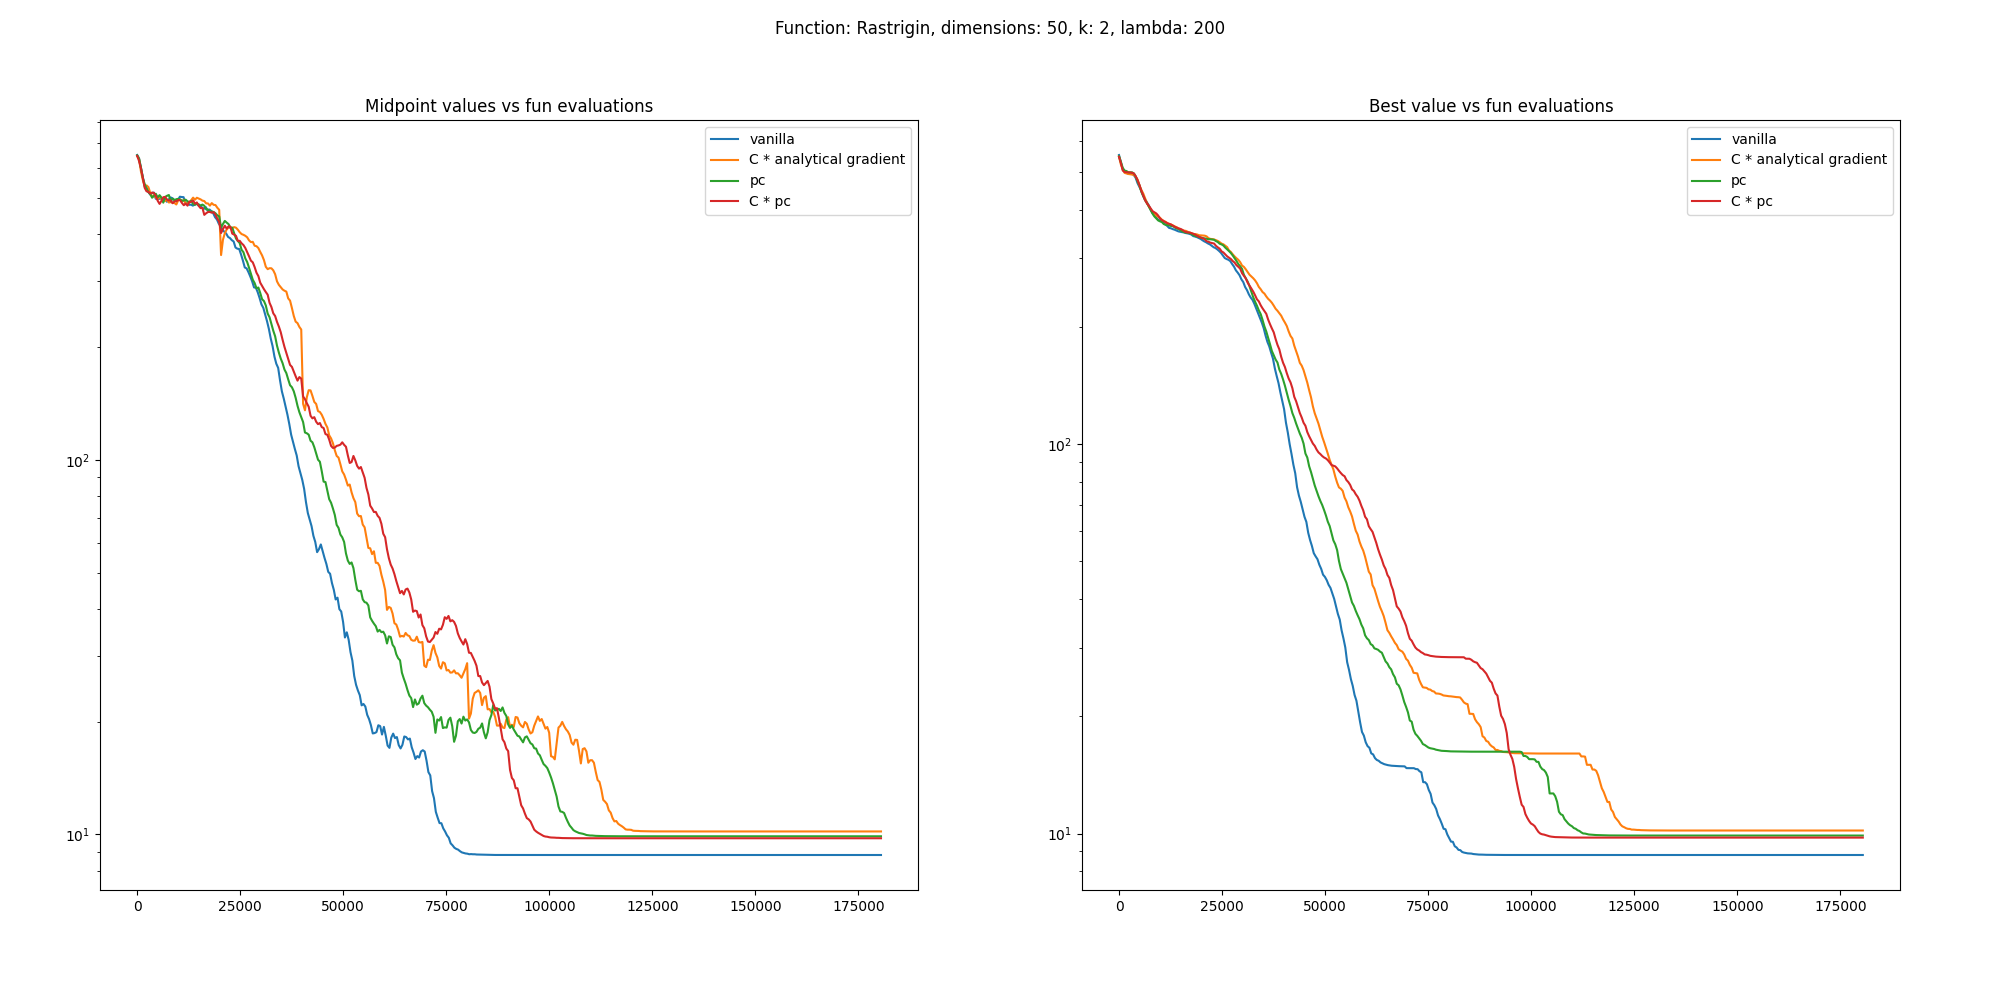 Function: Rastrigin, dimensions: 50, k: 2, lambda: 200
Midpoint values vs fun evaluations
vanilla
C * analytical gradient
pc
C * pc
10²
10¹
0 25000 50000 75000 100000 125000 150000 175000
Best value vs fun evaluations
vanilla
C * analytical gradient
pc
C * pc
10²
10¹
0 25000 50000 75000 100000 125000 150000 175000